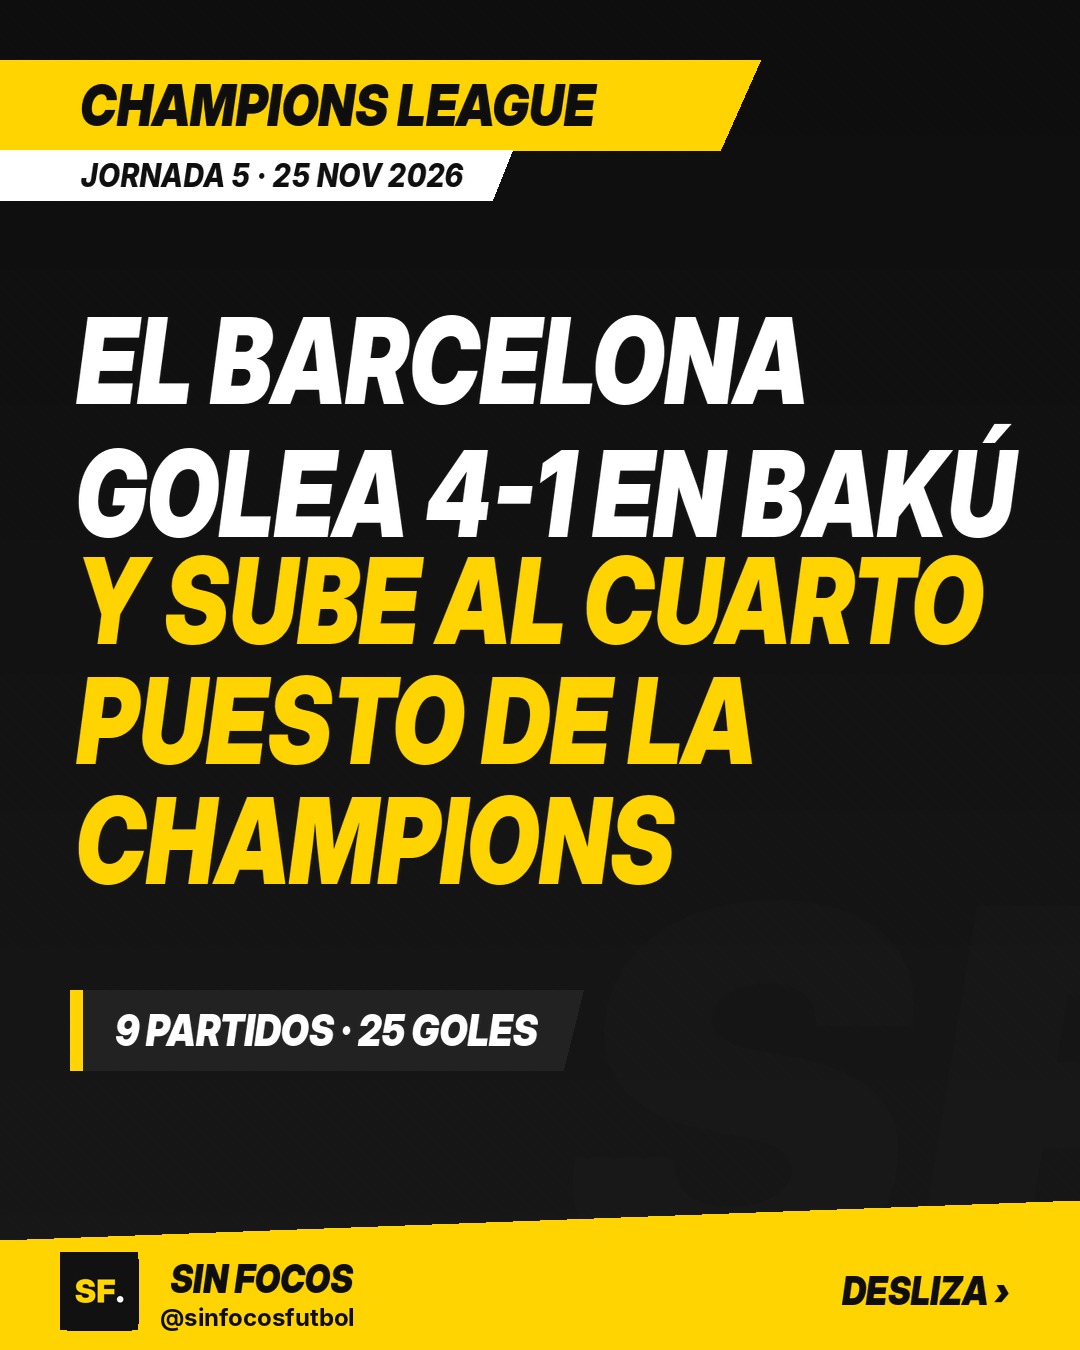 CHAMPIONS LEAGUE
JORNADA 5 · 25 NOV 2026
EL BARCELONA
GOLEA 4-1 EN BAKÚ
Y SUBE AL CUARTO
PUESTO DE LA
CHAMPIONS
9 PARTIDOS · 25 GOLES
SF
SF.
SIN FOCOS
@sinfocosfutbol
DESLIZA ›